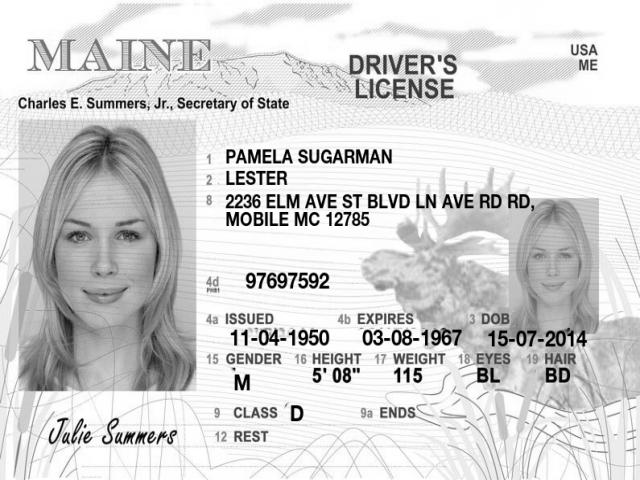 MAINE
DRIVER'S
LICENSE
USA
ME
Charles E. Summers, Jr., Secretary of State
1 PAMELA SUGARMAN
2 LESTER
8 2236 ELM AVE ST BLVD LN AVE RD RD,
MOBILE MC 12785
4d 97697592
4a ISSUED 4b EXPIRES 3 DOB
11-04-1950 03-08-1967 15-07-2014
15 GENDER 16 HEIGHT 17 WEIGHT 18 EYES 19 HAIR
M 5' 08" 115 BL BD
9 CLASS D 9a ENDS
12 REST
Julie Summers